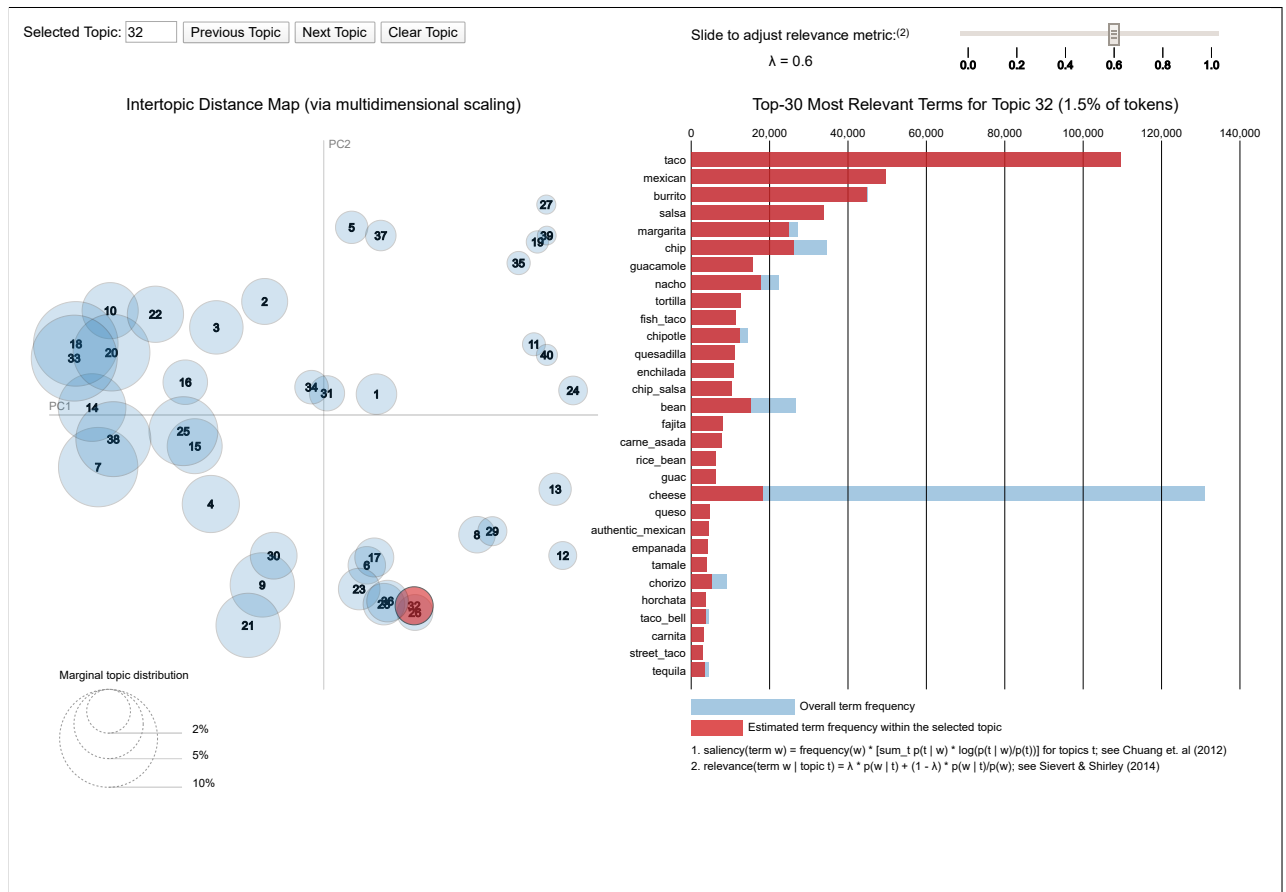 Selected Topic: 32 Previous Topic Next Topic Clear Topic
Slide to adjust relevance metric:(2)
λ = 0.6
0.0 0.2 0.4 0.6 0.8 1.0
Intertopic Distance Map (via multidimensional scaling)
PC2
PC1
27
5
37
39
19
35
2
10
22
3
18
20
33
11
40
16
34
31
1
24
14
25
38
15
7
13
4
8
29
12
30
17
6
9
23
36
28
32
26
21
Marginal topic distribution
2%
5%
10%
Top-30 Most Relevant Terms for Topic 32 (1.5% of tokens)
0 20,000 40,000 60,000 80,000 100,000 120,000 140,000
taco
mexican
burrito
salsa
margarita
chip
guacamole
nacho
tortilla
fish_taco
chipotle
quesadilla
enchilada
chip_salsa
bean
fajita
carne_asada
rice_bean
guac
cheese
queso
authentic_mexican
empanada
tamale
chorizo
horchata
taco_bell
carnita
street_taco
tequila
Overall term frequency
Estimated term frequency within the selected topic
1. saliency(term w) = frequency(w) * [sum_t p(t | w) * log(p(t | w)/p(t))] for topics t; see Chuang et. al (2012)
2. relevance(term w | topic t) = λ * p(w | t) + (1 - λ) * p(w | t)/p(w); see Sievert & Shirley (2014)